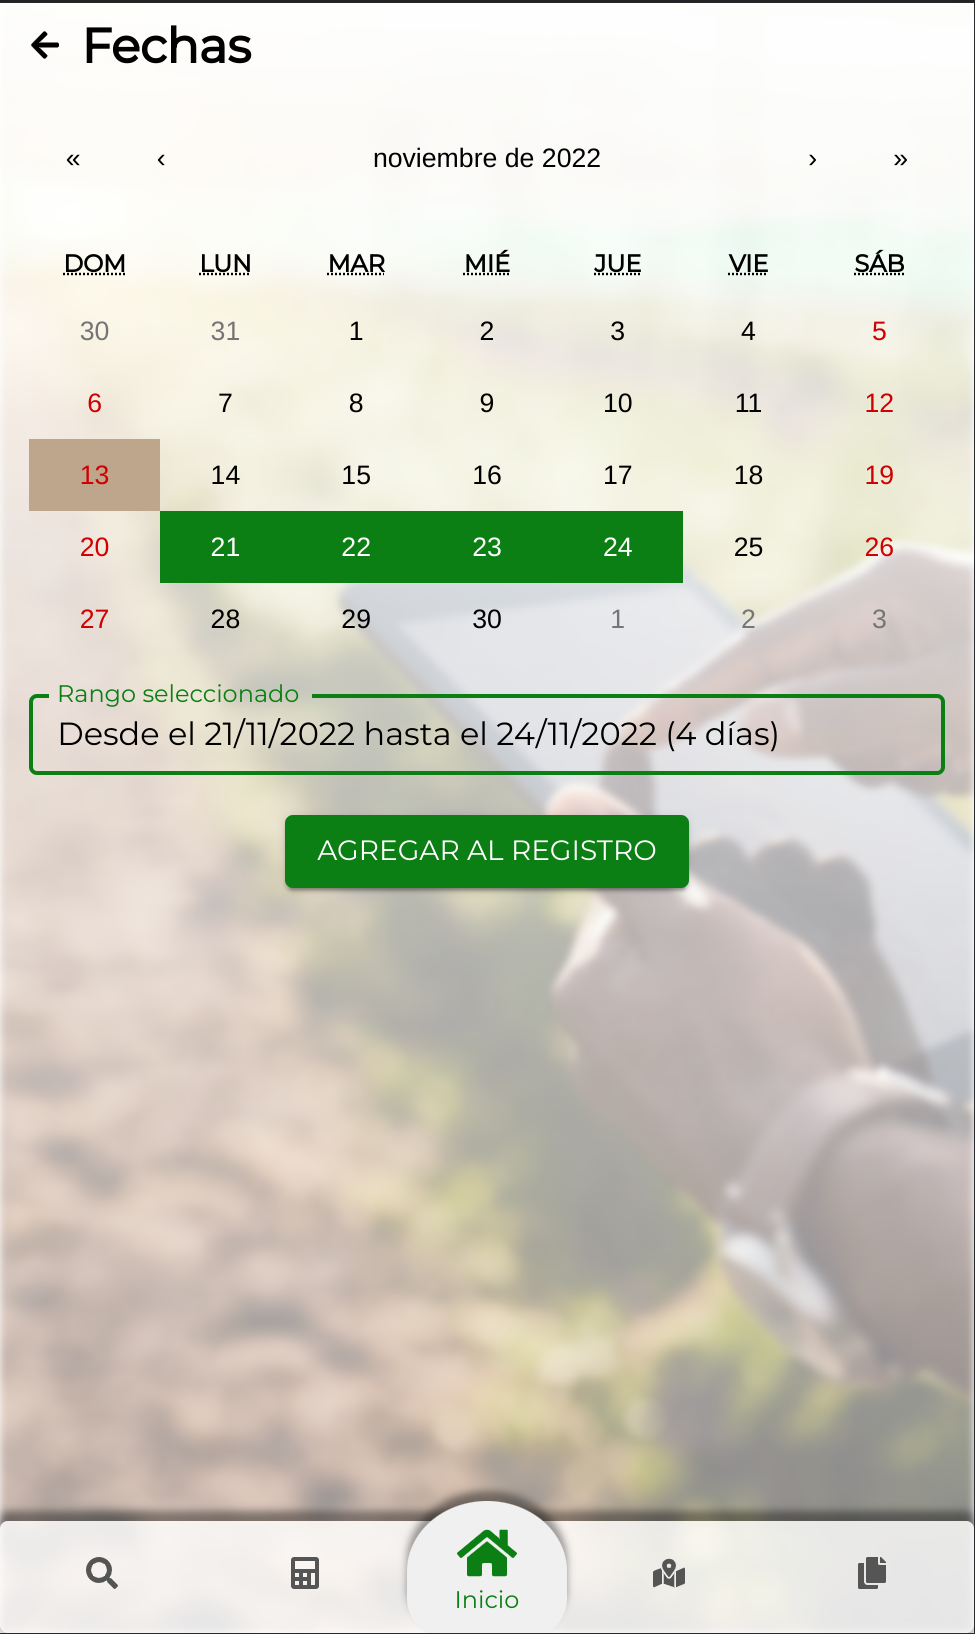 Fechas
« ‹ noviembre de 2022 › »
DOM LUN MAR MIÉ JUE VIE SÁB
30 31 1 2 3 4 5
6 7 8 9 10 11 12
13 14 15 16 17 18 19
20 21 22 23 24 25 26
27 28 29 30 1 2 3
Rango seleccionado
Desde el 21/11/2022 hasta el 24/11/2022 (4 días)
AGREGAR AL REGISTRO
Inicio